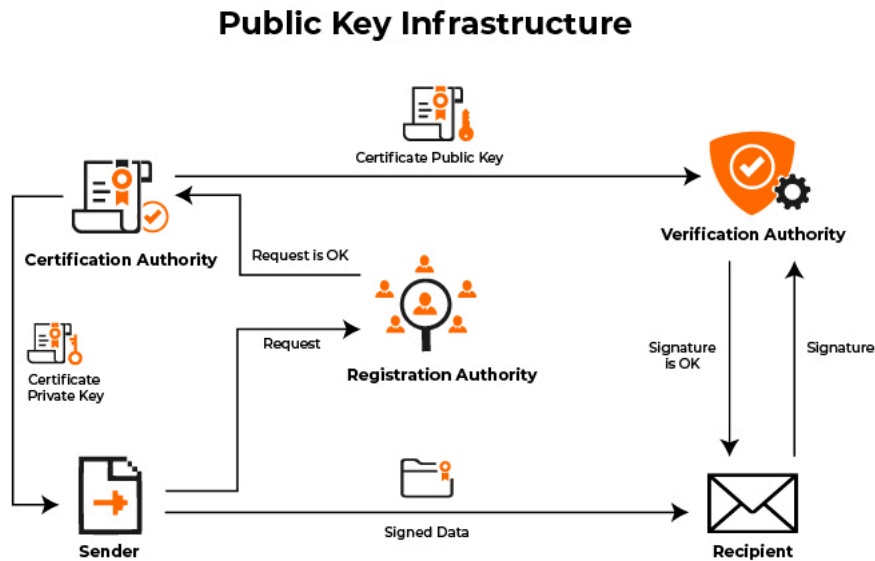 Public Key Infrastructure
Certificate Public Key
Certification Authority
Request is OK
Verification Authority
Certificate
Private Key
Request
Registration Authority
Signature
is OK
Signature
Signed Data
Sender
Recipient